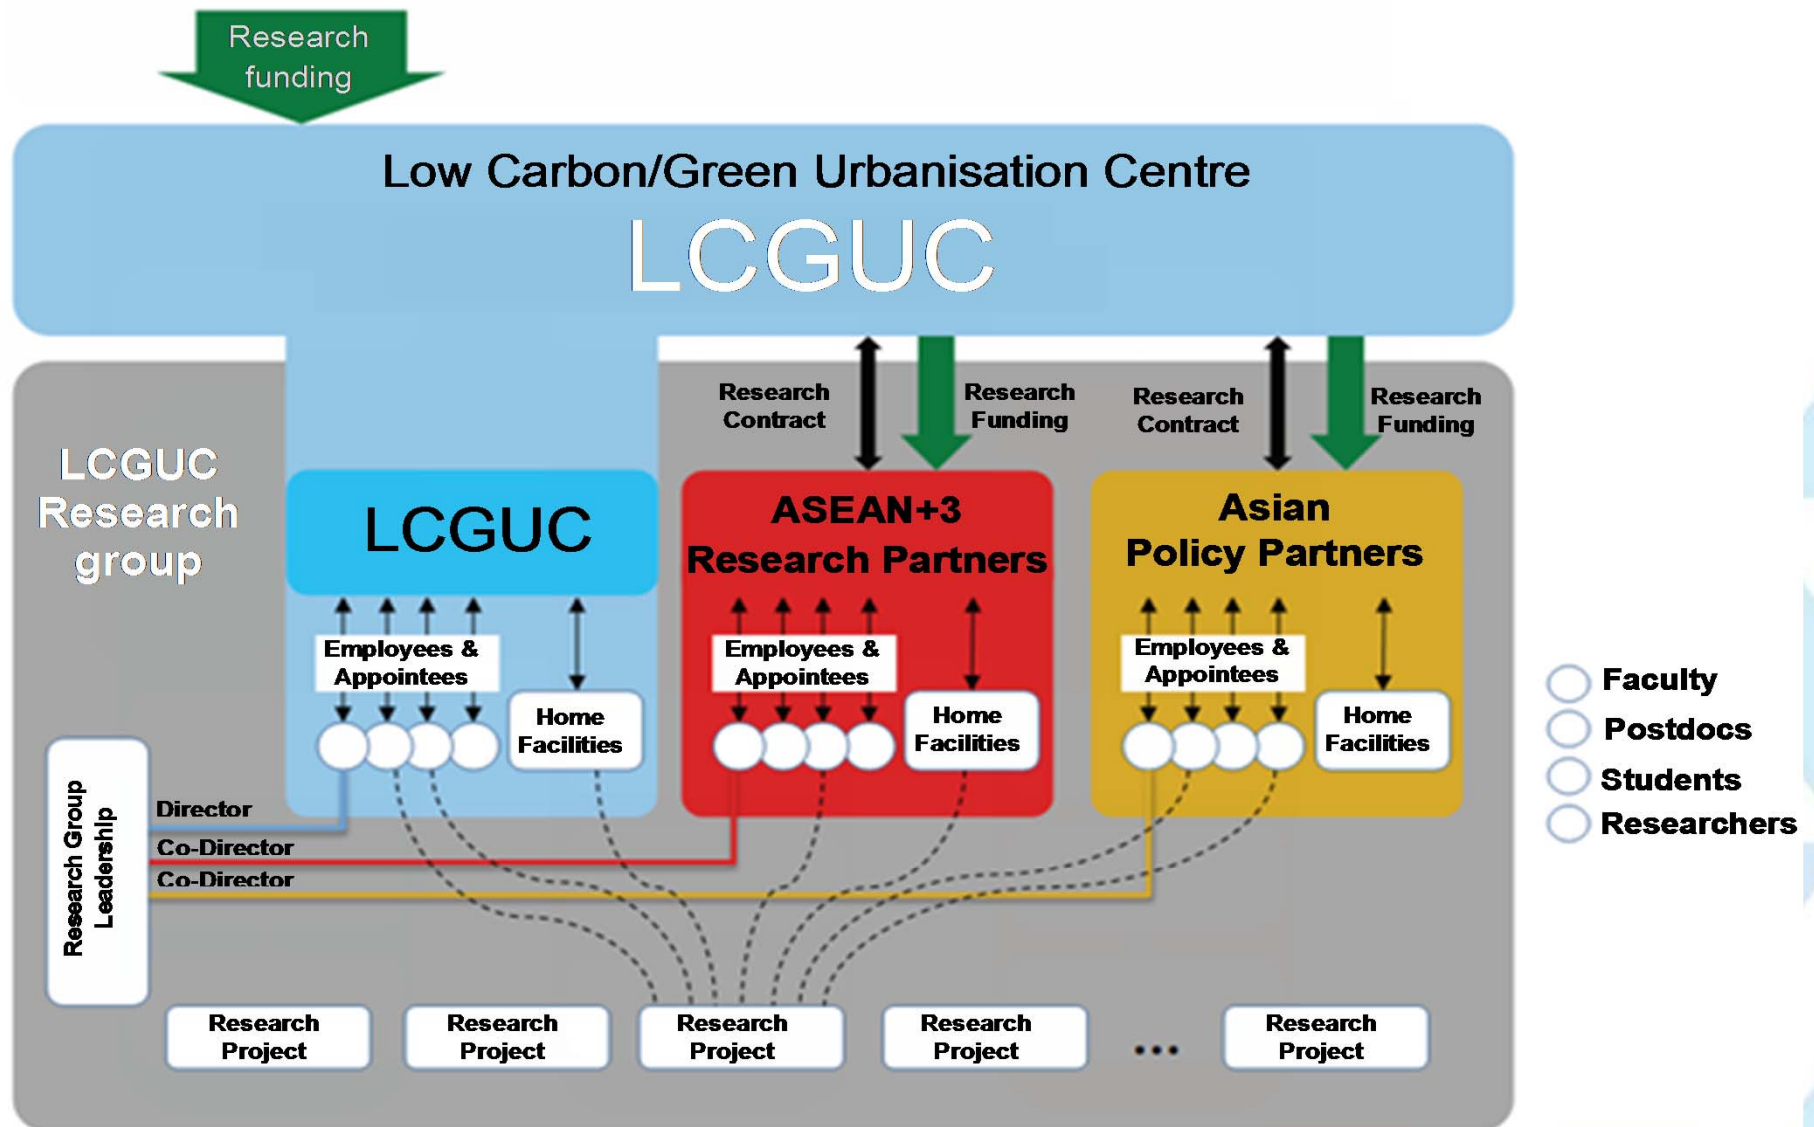 Research
funding
Low Carbon/Green Urbanisation Centre
LCGUC
Research
Contract
Research
Funding
Research
Contract
Research
Funding
LCGUC
Research
group
LCGUC
ASEAN+3
Research Partners
Asian
Policy Partners
Employees &
Appointees
Home
Facilities
Employees &
Appointees
Home
Facilities
Employees &
Appointees
Home
Facilities
Faculty
Postdocs
Students
Researchers
Research Group
Leadership
Director
Co-Director
Co-Director
Research
Project
Research
Project
Research
Project
Research
Project
...
Research
Project